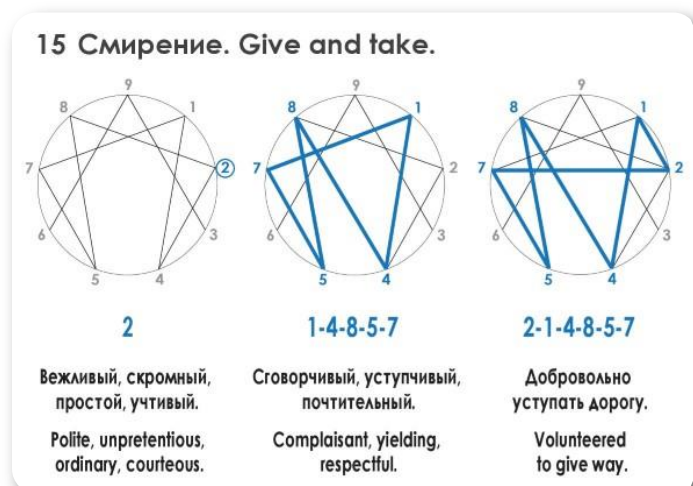 15 Смирение. Give and take.
9
8
1
7
2
6
3
5
4
9
8
1
7
2
6
3
5
4
9
8
1
7
2
6
3
5
4
2
1-4-8-5-7
2-1-4-8-5-7
Вежливый, скромный,
простой, учтивый.
Polite, unpretentious,
ordinary, courteous.
Сговорчивый, уступчивый,
почтительный.
Complaisant, yielding,
respectful.
Добровольно
уступать дорогу.
Volunteered
to give way.